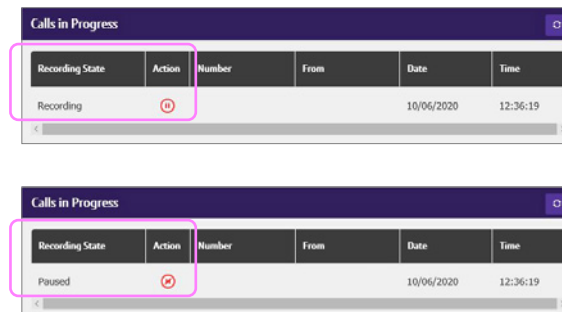 Calls in Progress
Recording State Action Number From Date Time
Recording 10/06/2020 12:36:19
Calls in Progress
Recording State Action Number From Date Time
Paused 10/06/2020 12:36:19